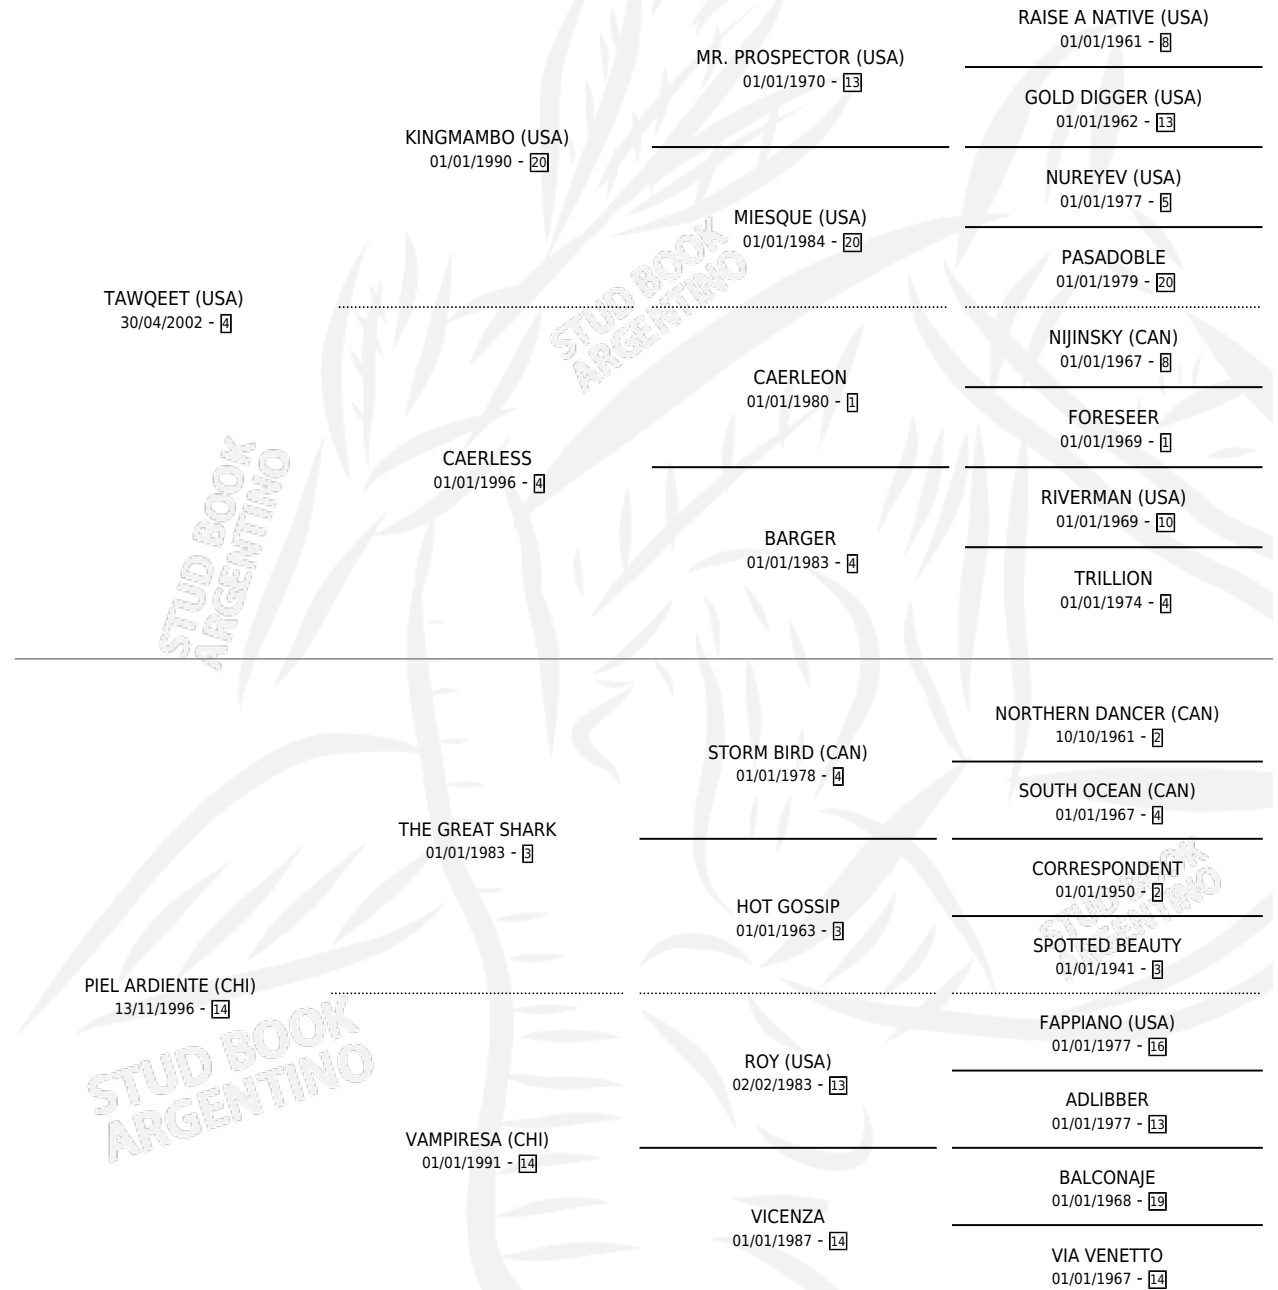 RAISE A NATIVE (USA)
01/01/1961 - 8
MR. PROSPECTOR (USA)
01/01/1970 - 13
GOLD DIGGER (USA)
01/01/1962 - 13
KINGMAMBO (USA)
01/01/1990 - 20
NUREYEV (USA)
01/01/1977 - 5
MIESQUE (USA)
01/01/1984 - 20
PASADOBLE
01/01/1979 - 20
TAWQEET (USA)
30/04/2002 - 4
NIJINSKY (CAN)
01/01/1967 - 8
CAERLEON
01/01/1980 - 1
FORESEER
01/01/1969 - 1
CAERLESS
01/01/1996 - 4
RIVERMAN (USA)
01/01/1969 - 10
BARGER
01/01/1983 - 4
TRILLION
01/01/1974 - 4
STUD BOOK
ARGENTINO
STUD BOOK
ARGENTINO
NORTHERN DANCER (CAN)
10/10/1961 - 2
STORM BIRD (CAN)
01/01/1978 - 4
SOUTH OCEAN (CAN)
01/01/1967 - 4
THE GREAT SHARK
01/01/1983 - 3
CORRESPONDENT
01/01/1950 - 2
HOT GOSSIP
01/01/1963 - 3
SPOTTED BEAUTY
01/01/1941 - 3
STUD BOOK
ARGENTINO
PIEL ARDIENTE (CHI)
13/11/1996 - 14
FAPPIANO (USA)
01/01/1977 - 16
ROY (USA)
02/02/1983 - 13
ADLIBBER
01/01/1977 - 13
STUD BOOK
ARGENTINO
VAMPIRESA (CHI)
01/01/1991 - 14
BALCONAJE
01/01/1968 - 19
VICENZA
01/01/1987 - 14
VIA VENETTO
01/01/1967 - 14